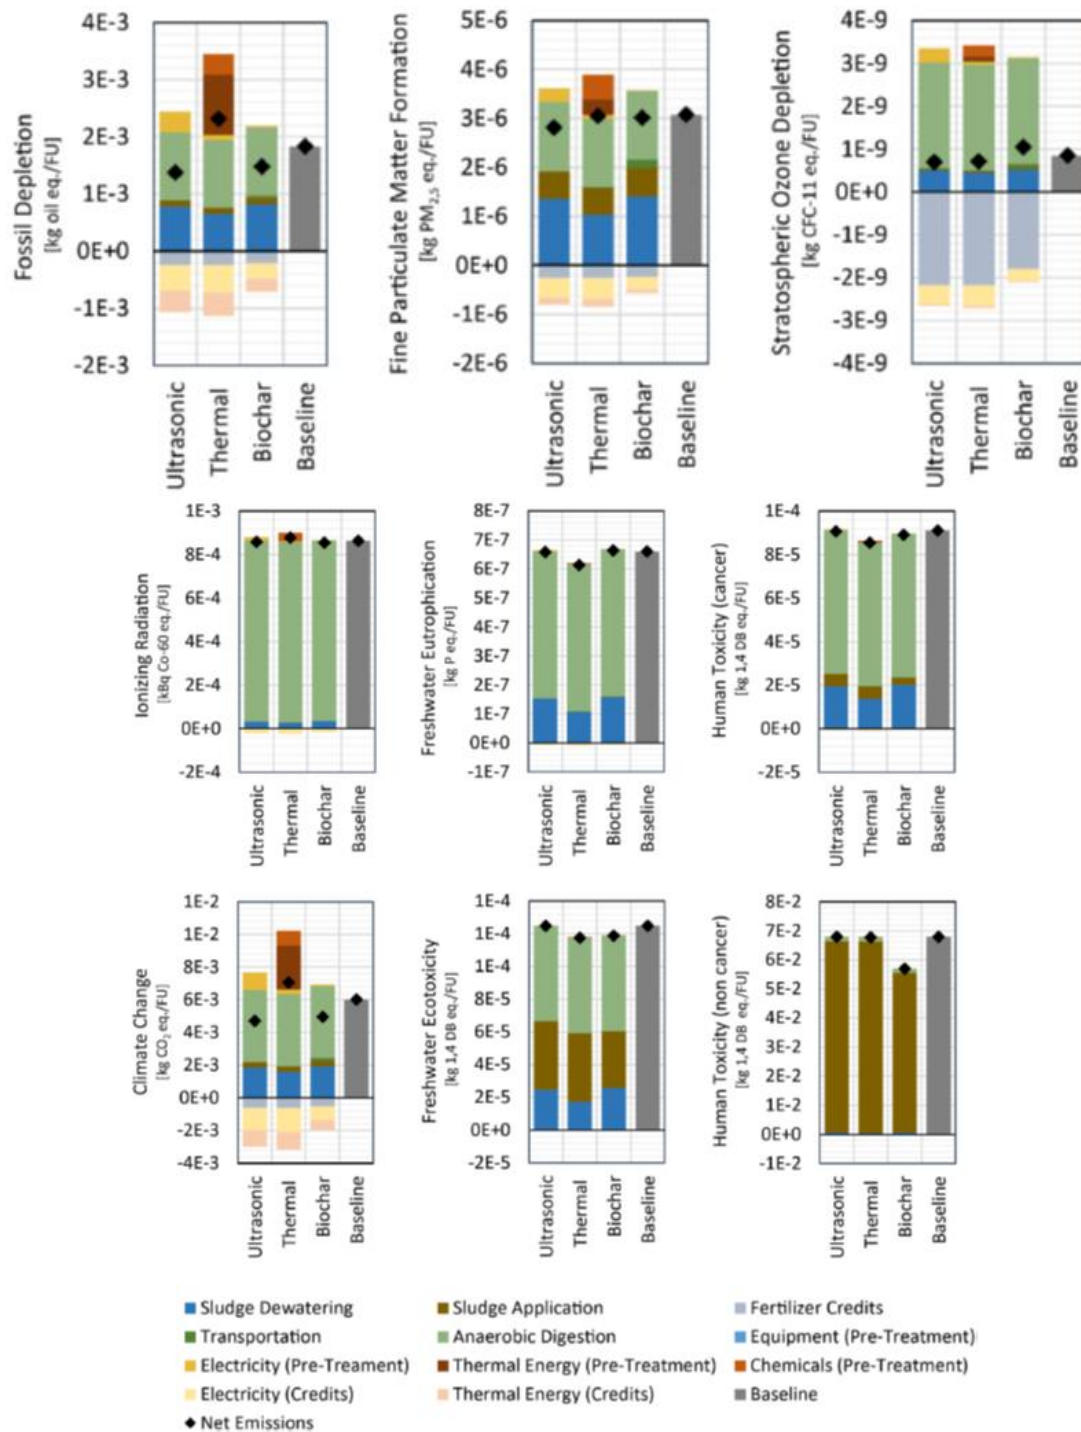 Fossil Depletion
[kg oil eq./FU]
4E-3
3E-3
2E-3
1E-3
0E+0
-1E-3
-2E-3
Ultrasonic
Thermal
Biochar
Baseline
Fine Particulate Matter Formation
[kg PM2,5 eq./FU]
5E-6
4E-6
3E-6
2E-6
1E-6
0E+0
-1E-6
-2E-6
Ultrasonic
Thermal
Biochar
Baseline
Stratospheric Ozone Depletion
[kg CFC-11 eq./FU]
4E-9
3E-9
2E-9
1E-9
0E+0
-1E-9
-2E-9
-3E-9
-4E-9
Ultrasonic
Thermal
Biochar
Baseline
Ionizing Radiation
[kBq Co-60 eq./FU]
1E-3
8E-4
6E-4
4E-4
2E-4
0E+0
-2E-4
Ultrasonic
Thermal
Biochar
Baseline
Freshwater Eutrophication
[kg P eq./FU]
8E-7
7E-7
6E-7
5E-7
4E-7
3E-7
2E-7
1E-7
0E+0
-1E-7
Ultrasonic
Thermal
Biochar
Baseline
Human Toxicity (cancer)
[kg 1,4 DB eq./FU]
1E-4
8E-5
6E-5
4E-5
2E-5
0E+0
-2E-5
Ultrasonic
Thermal
Biochar
Baseline
Climate Change
[kg CO2 eq./FU]
1E-2
1E-2
8E-3
6E-3
4E-3
2E-3
0E+0
-2E-3
-4E-3
Ultrasonic
Thermal
Biochar
Baseline
Freshwater Ecotoxicity
[kg 1,4 DB eq./FU]
1E-4
1E-4
1E-4
8E-5
6E-5
4E-5
2E-5
0E+0
-2E-5
Ultrasonic
Thermal
Biochar
Baseline
Human Toxicity (non cancer)
[kg 1,4 DB eq./FU]
8E-2
7E-2
6E-2
5E-2
4E-2
3E-2
2E-2
1E-2
0E+0
-1E-2
Ultrasonic
Thermal
Biochar
Baseline
Sludge Dewatering
Sludge Application
Fertilizer Credits
Transportation
Anaerobic Digestion
Equipment (Pre-Treatment)
Electricity (Pre-Treament)
Thermal Energy (Pre-Treatment)
Chemicals (Pre-Treatment)
Electricity (Credits)
Thermal Energy (Credits)
Baseline
Net Emissions